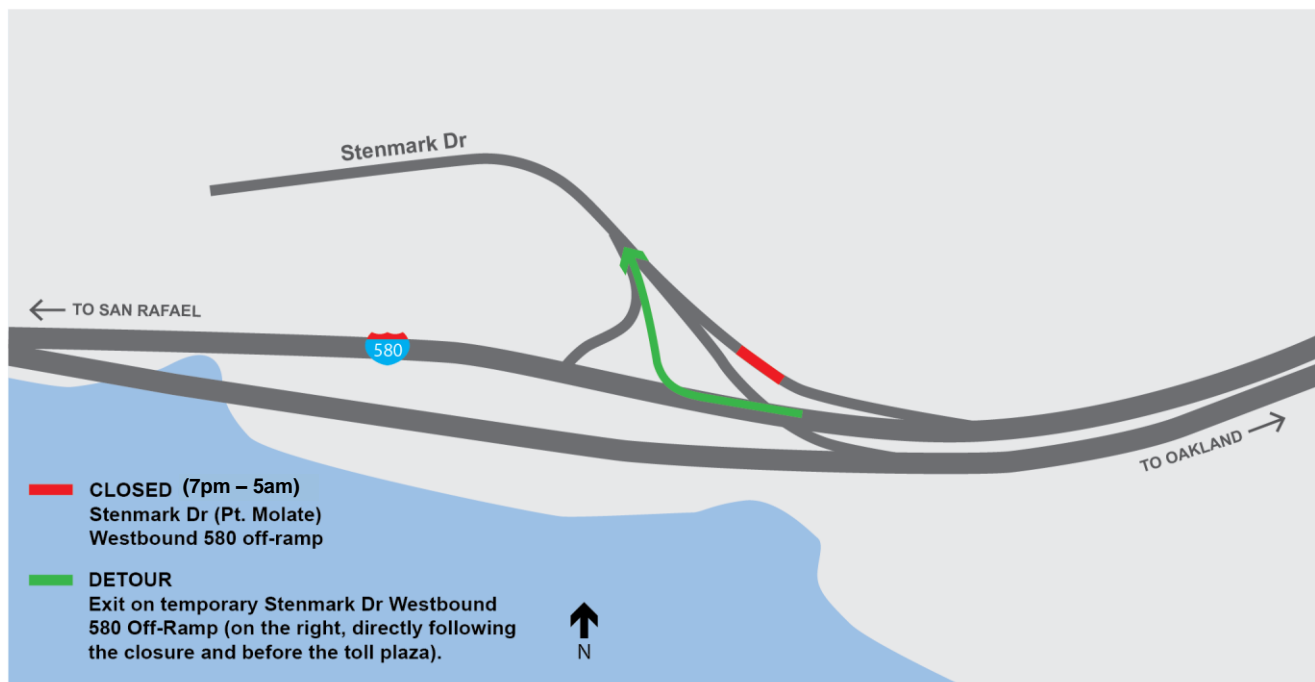 Stenmark Dr
TO SAN RAFAEL
580
TO OAKLAND
CLOSED (7pm – 5am)
Stenmark Dr (Pt. Molate)
Westbound 580 off-ramp
DETOUR
Exit on temporary Stenmark Dr Westbound
580 Off-Ramp (on the right, directly following
the closure and before the toll plaza).
N